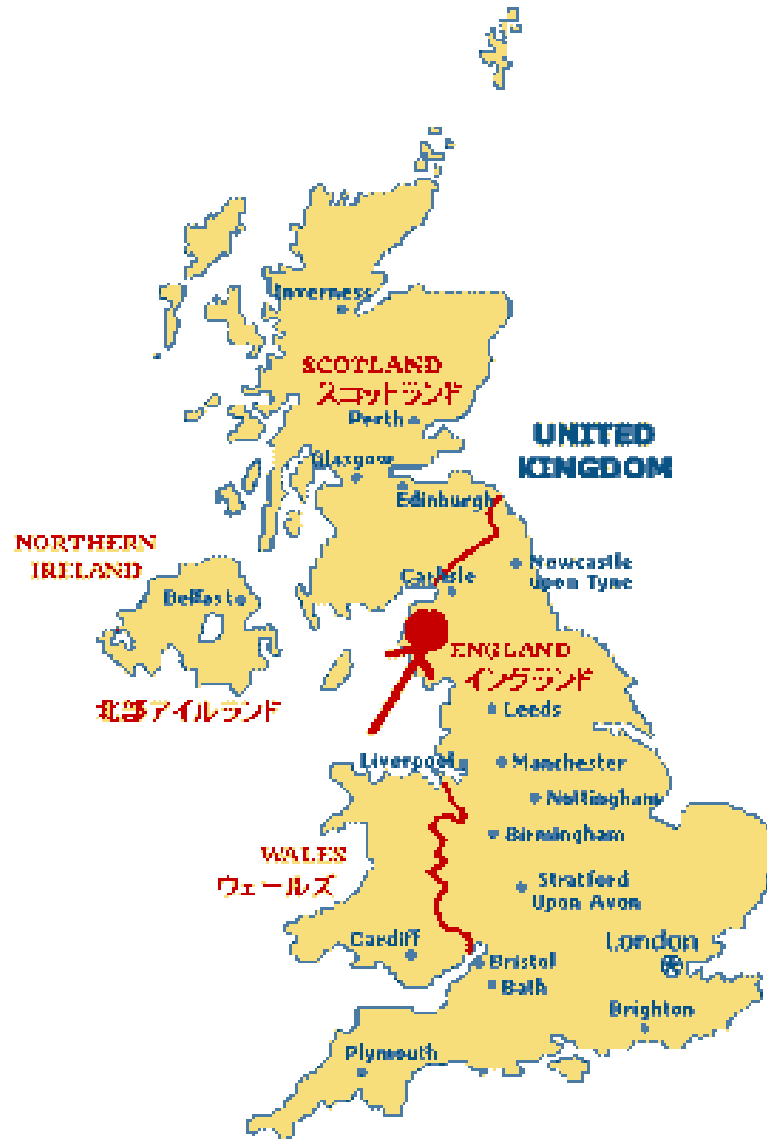 Inverness
SCOTLAND
スコットランド
Perth
UNITED
KINGDOM
Glasgow
Edinburgh
NORTHERN
IRELAND
Newcastle
upon Tyne
Carlisle
Belfast
ENGLAND
イングランド
北部アイルランド
Leeds
Liverpool
Manchester
Nottingham
Birmingham
WALES
ウェールズ
Stratford
Upon Avon
Cardiff
London
Bristol
Bath
Brighton
Plymouth